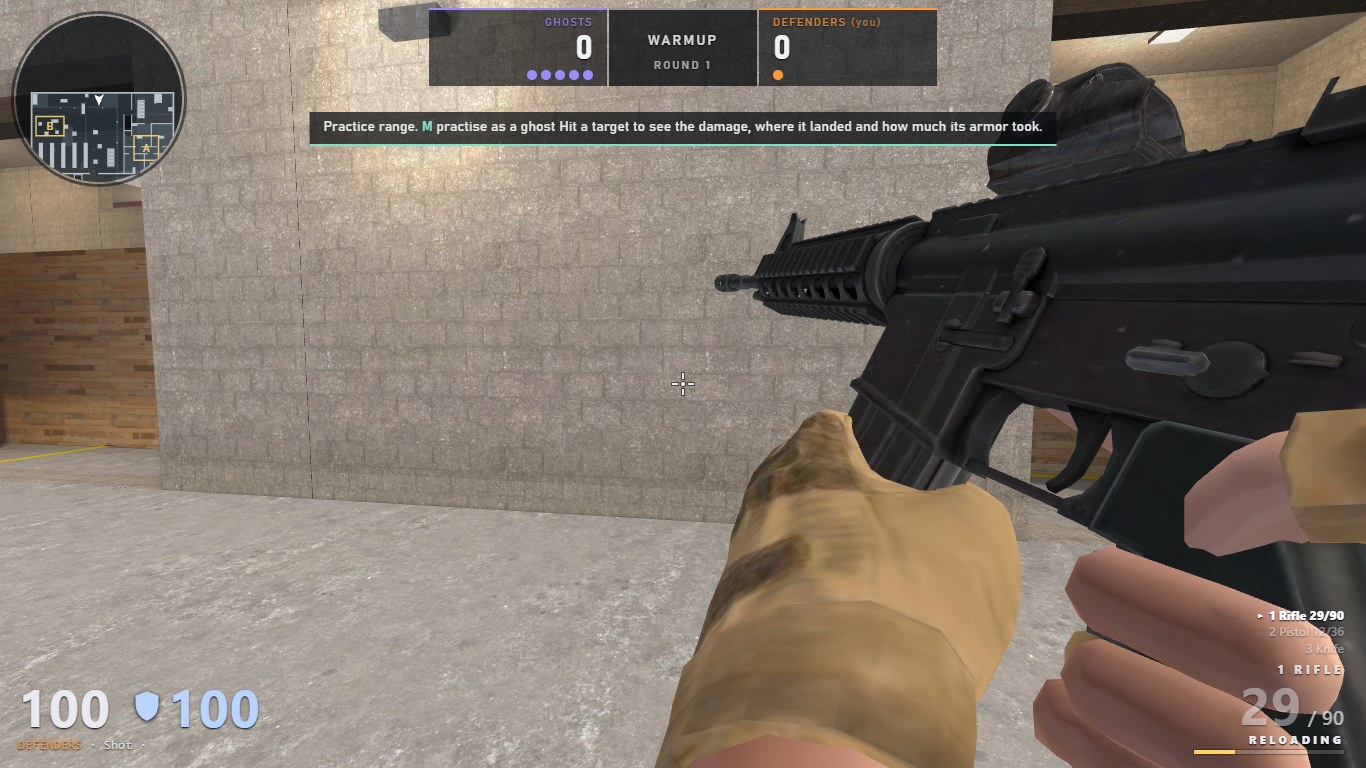 GHOSTS
0
WARMUP
ROUND 1
DEFENDERS (you)
0
Practice range. M practise as a ghost Hit a target to see the damage, where it landed and how much its armor took.
B
A
1 Rifle 29/90
2 Pistol 12/36
3 Knife
1 RIFLE
29 / 90
RELOADING
100 100
DEFENDERS · Shot ·